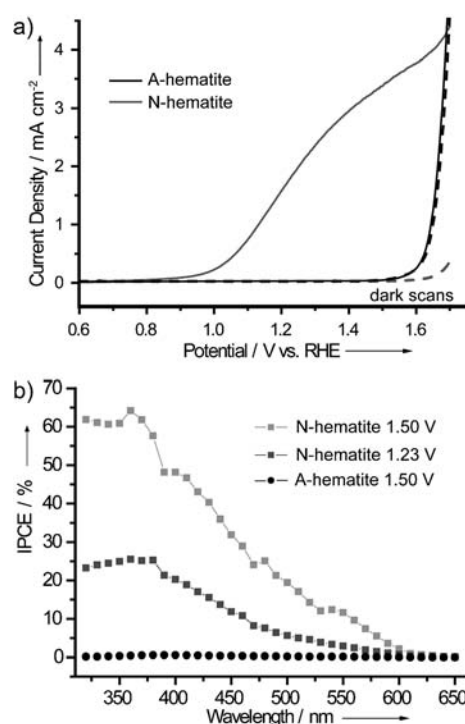 a)
4
3
2
1
0
Current Density / mA cm⁻²
A-hematite
N-hematite
dark scans
0.6 0.8 1.0 1.2 1.4 1.6
Potential / V vs. RHE
b)
70
60
50
40
30
20
10
0
IPCE / %
N-hematite 1.50 V
N-hematite 1.23 V
A-hematite 1.50 V
350 400 450 500 550 600 650
Wavelength / nm